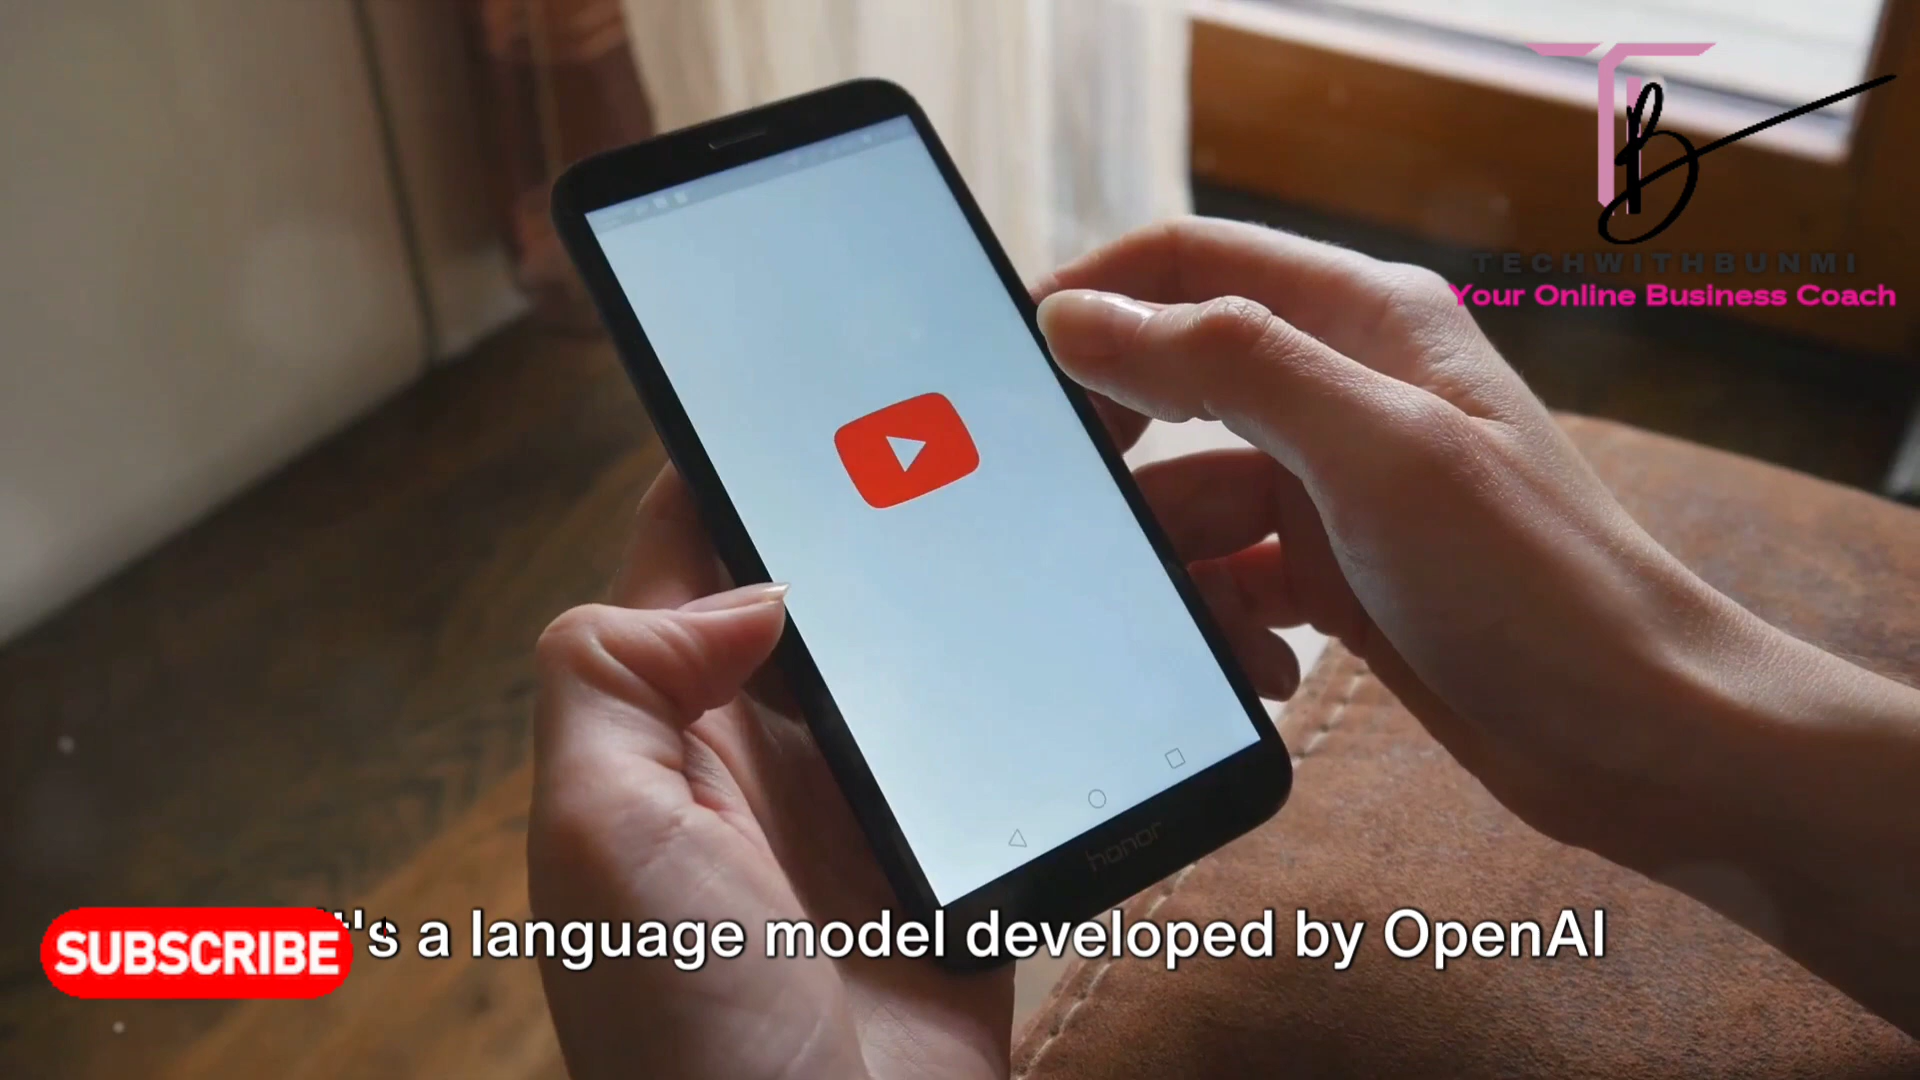 TECHWITHBUNMI
Your Online Business Coach
honor
SUBSCRIBE
's a language model developed by OpenAI